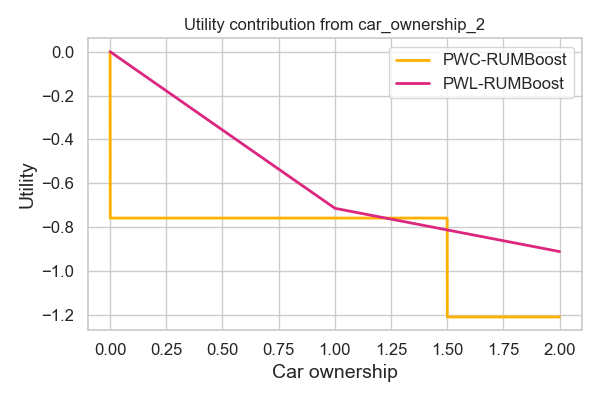 Utility contribution from car_ownership_2
PWC-RUMBoost
PWL-RUMBoost
Utility
0.0
−0.2
−0.4
−0.6
−0.8
−1.0
−1.2
0.00 0.25 0.50 0.75 1.00 1.25 1.50 1.75 2.00
Car ownership